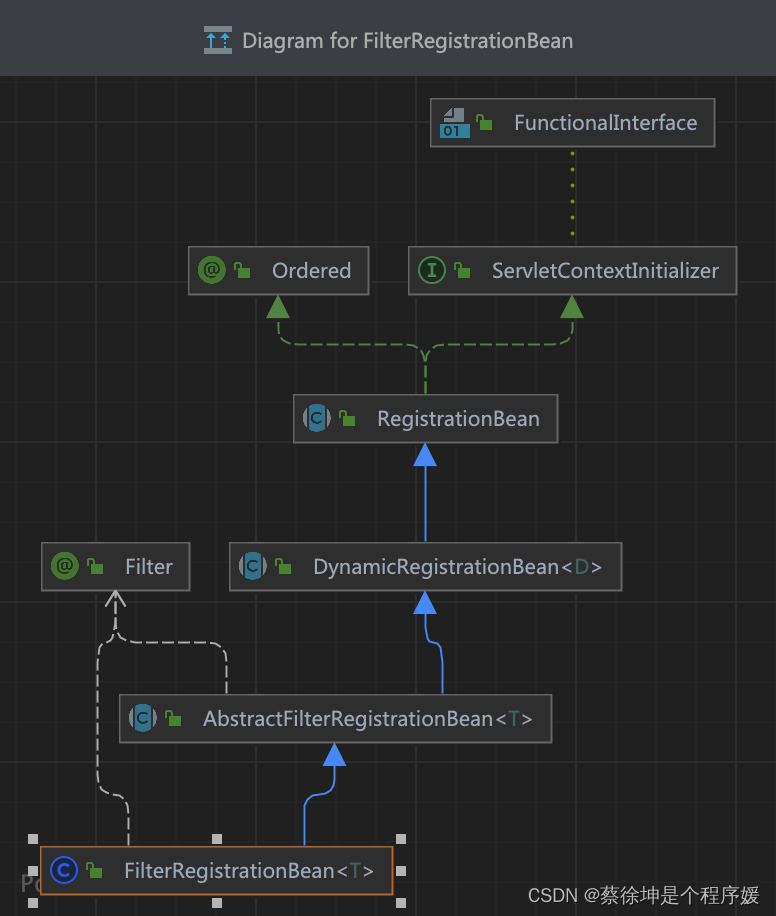 Diagram for FilterRegistrationBean
01 FunctionalInterface
@ Ordered
I ServletContextInitializer
C RegistrationBean
@ Filter
C DynamicRegistrationBean<D>
C AbstractFilterRegistrationBean<T>
C FilterRegistrationBean<T>
CSDN @蔡徐坤是个程序媛